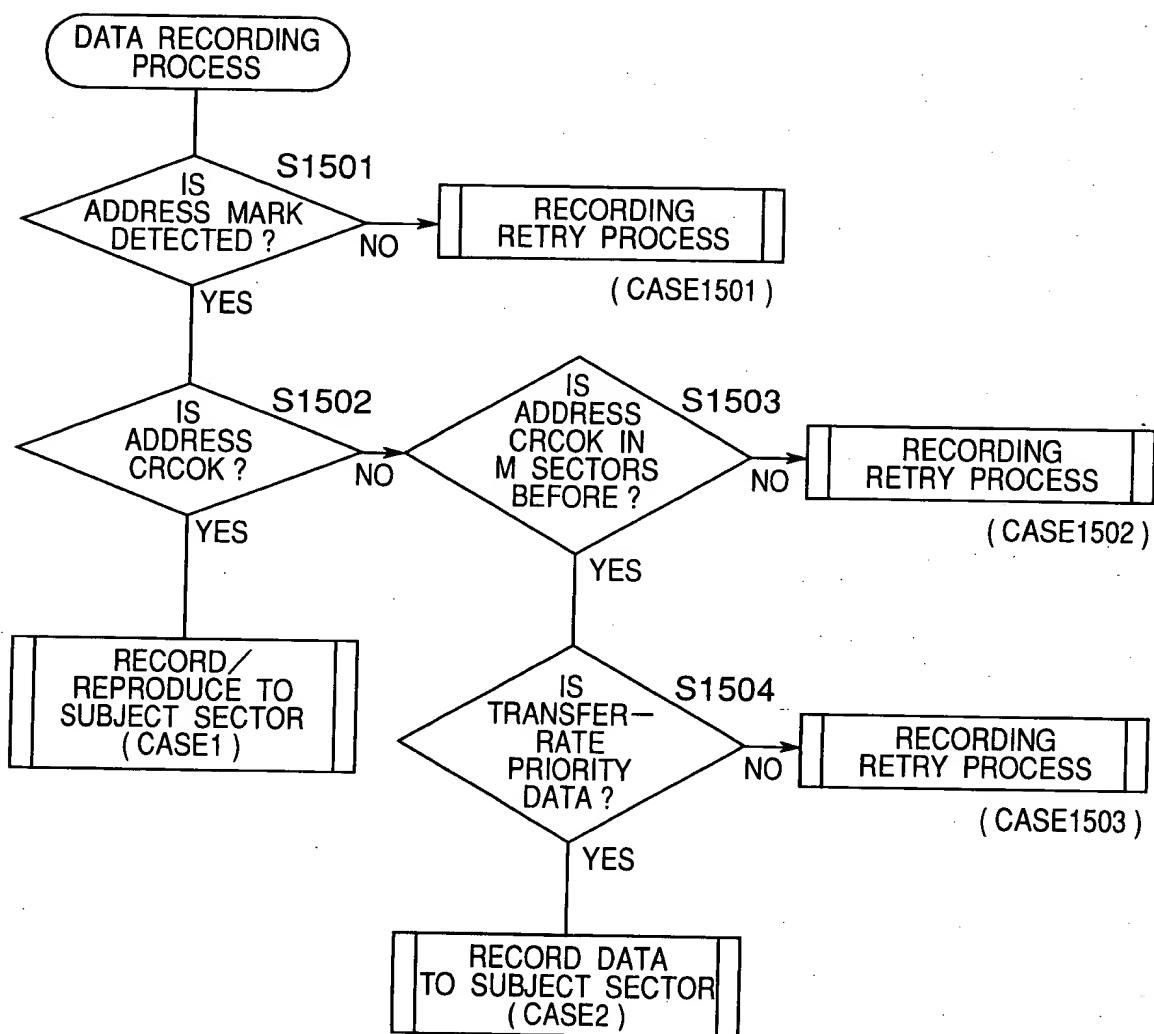 DATA RECORDING
PROCESS
S1501
IS
ADDRESS MARK
DETECTED?
NO
RECORDING
RETRY PROCESS
(CASE1501)
YES
S1502
IS
ADDRESS
CRCOK?
NO
S1503
IS
ADDRESS
CRCOK IN
M SECTORS
BEFORE?
NO
RECORDING
RETRY PROCESS
(CASE1502)
YES
YES
RECORD/
REPRODUCE TO
SUBJECT SECTOR
(CASE1)
S1504
IS
TRANSFER-
RATE
PRIORITY
DATA?
NO
RECORDING
RETRY PROCESS
(CASE1503)
YES
RECORD DATA
TO SUBJECT SECTOR
(CASE2)